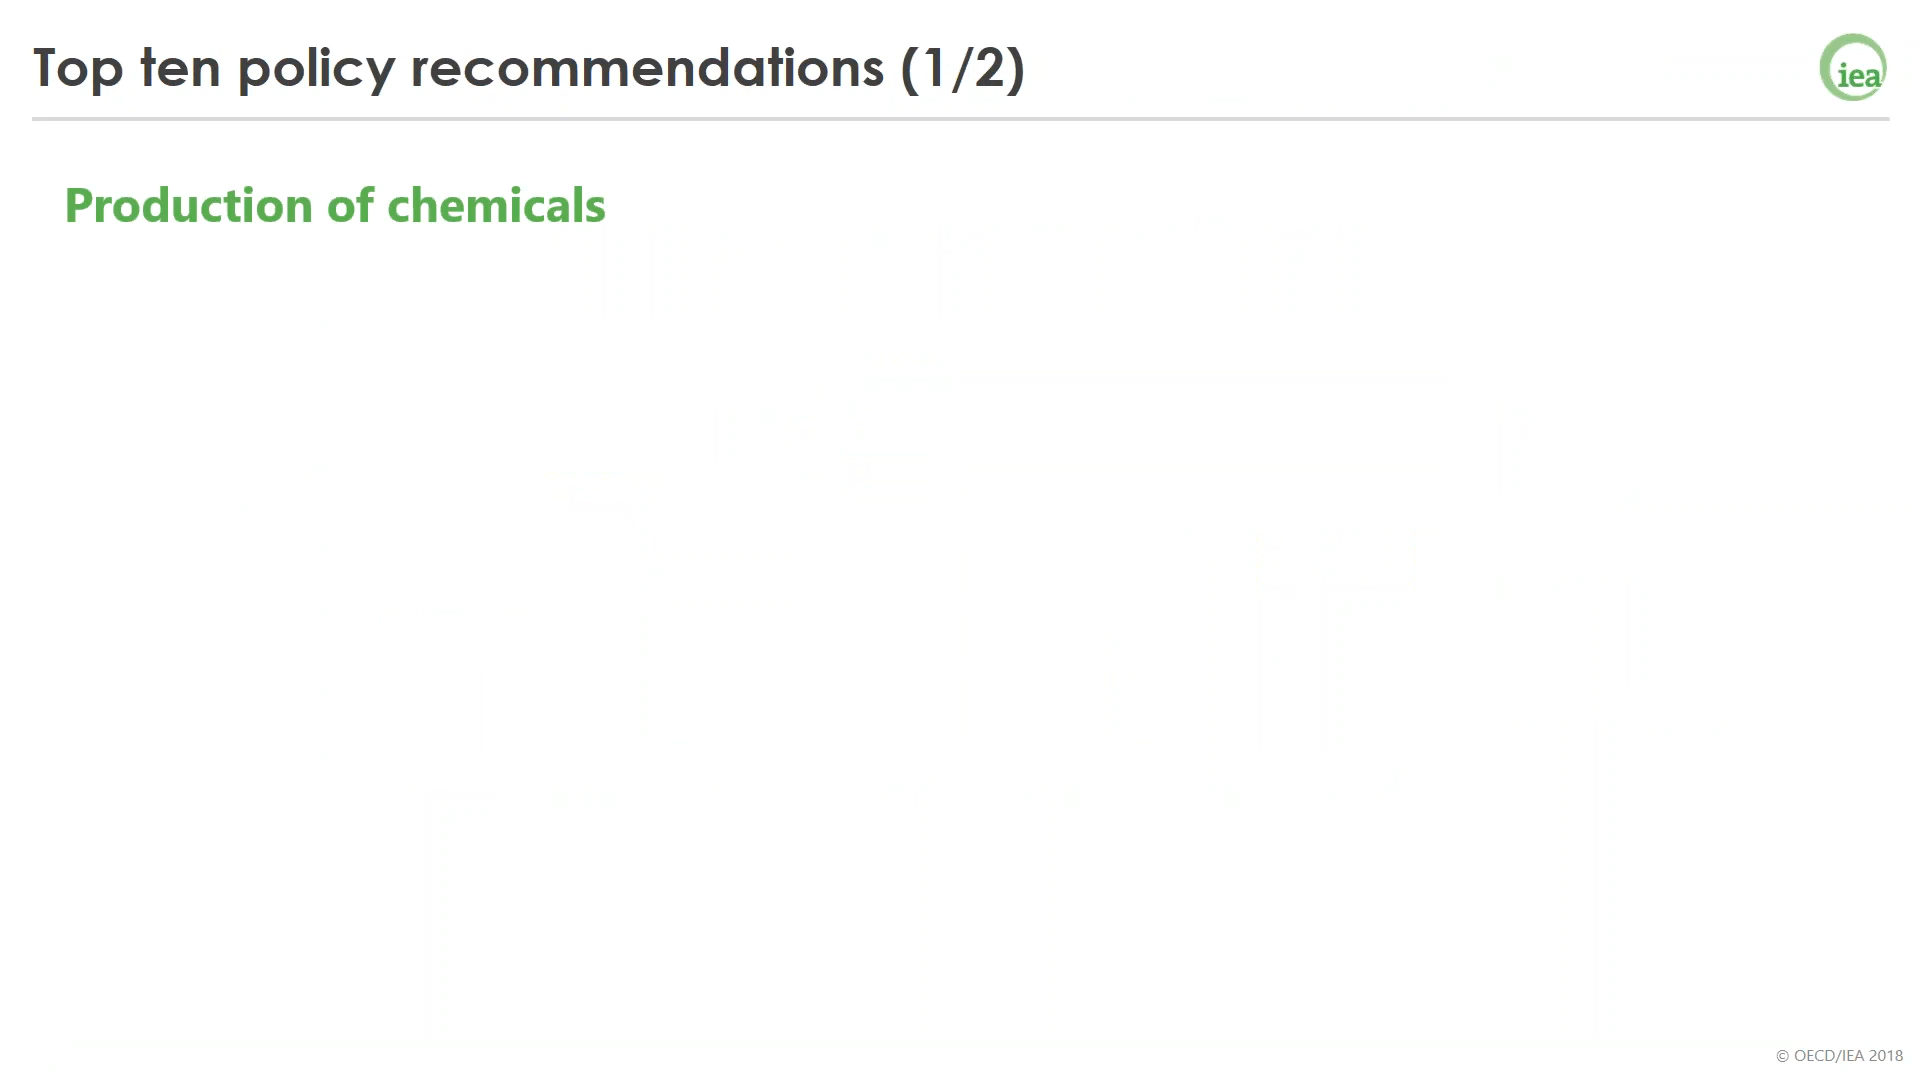 Top ten policy recommendations (1/2)
iea
Production of chemicals
© OECD/IEA 2018